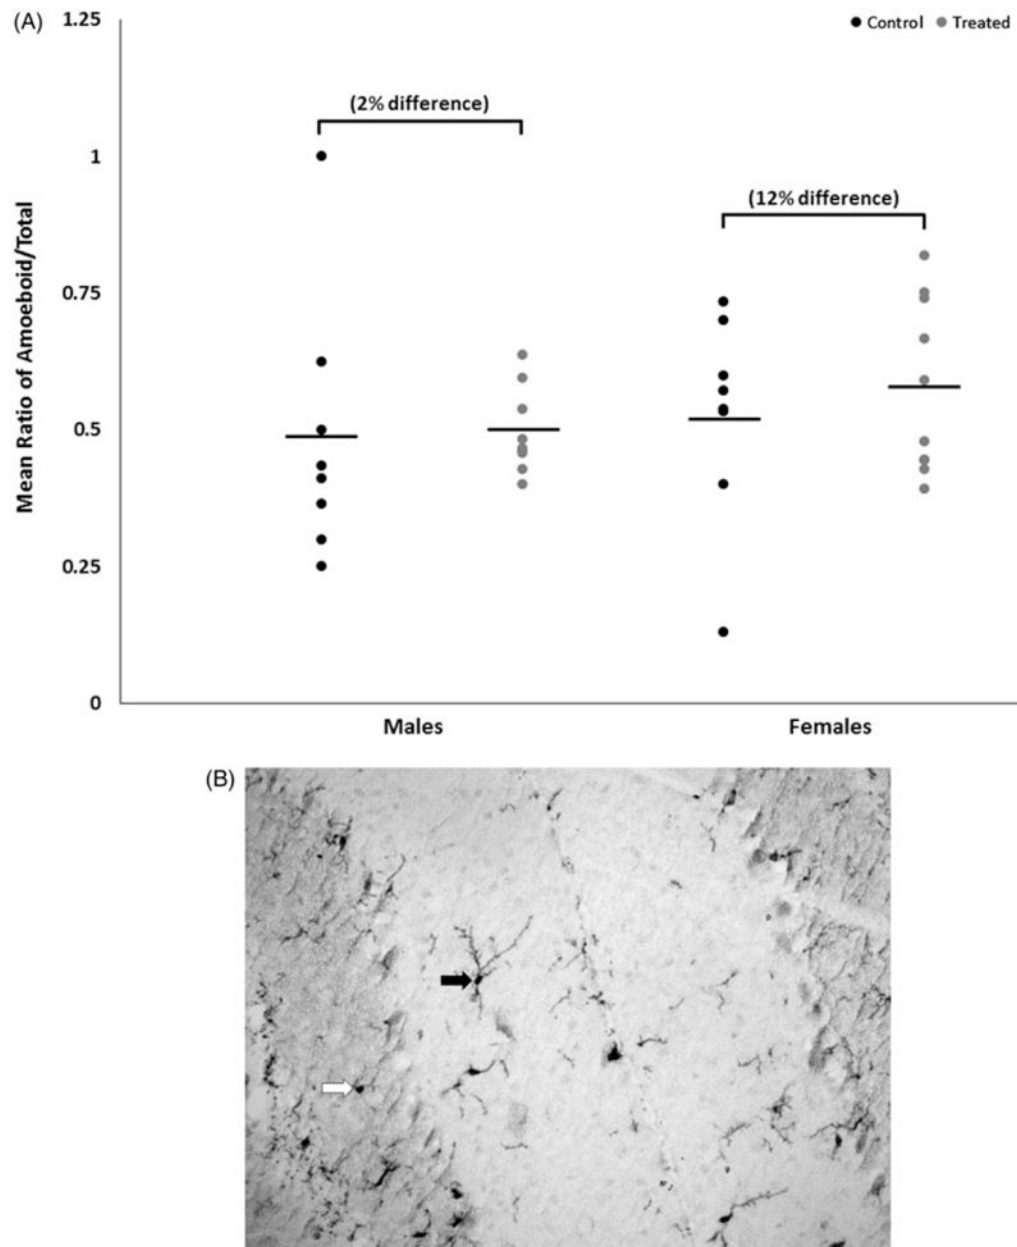 (A)
1.25
Control Treated
(2% difference)
1
(12% difference)
0.75
Mean Ratio of Amoeboid/Total
0.5
0.25
0
Males Females
(B)